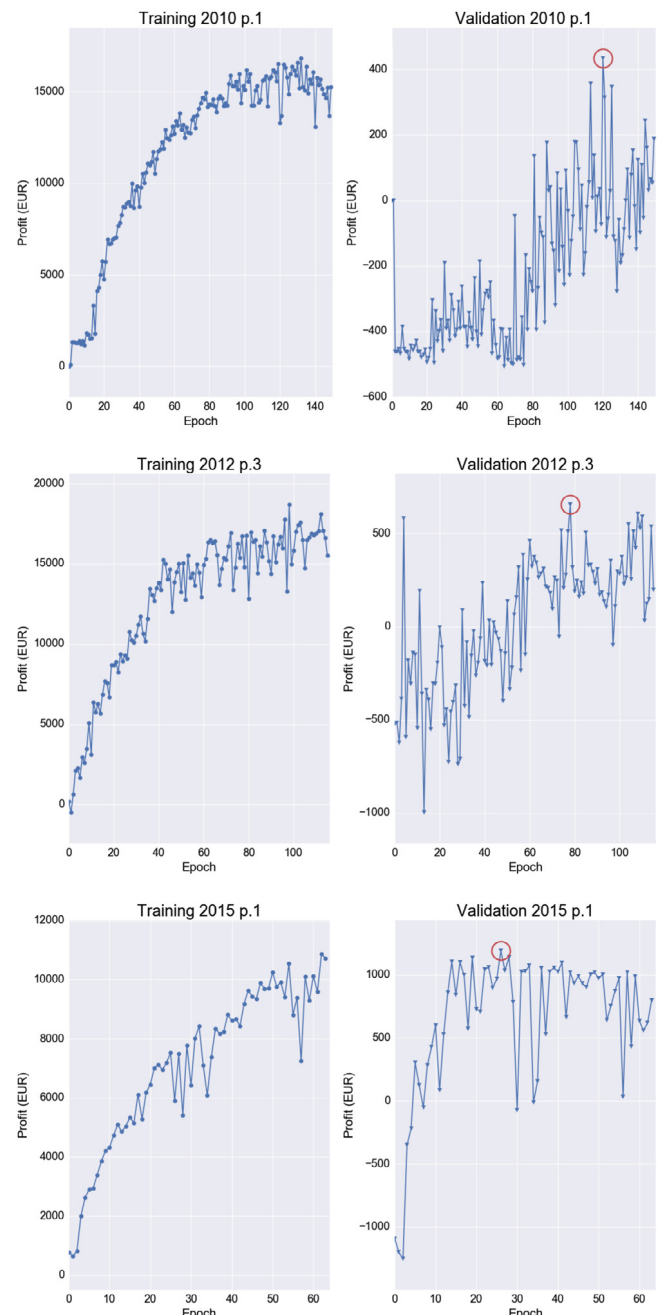 Training 2010 p.1
Validation 2010 p.1
Profit (EUR)
15000
10000
5000
0
0 20 40 60 80 100 120 140
Epoch
Profit (EUR)
400
200
0
−200
−400
−600
0 20 40 60 80 100 120 140
Epoch
Training 2012 p.3
Validation 2012 p.3
Profit (EUR)
20000
15000
10000
5000
0
0 20 40 60 80 100
Epoch
Profit (EUR)
500
0
−500
−1000
0 20 40 60 80 100
Epoch
Training 2015 p.1
Validation 2015 p.1
Profit (EUR)
12000
10000
8000
6000
4000
2000
0
0 10 20 30 40 50 60
Epoch
Profit (EUR)
1000
500
0
−500
−1000
0 10 20 30 40 50 60
Epoch